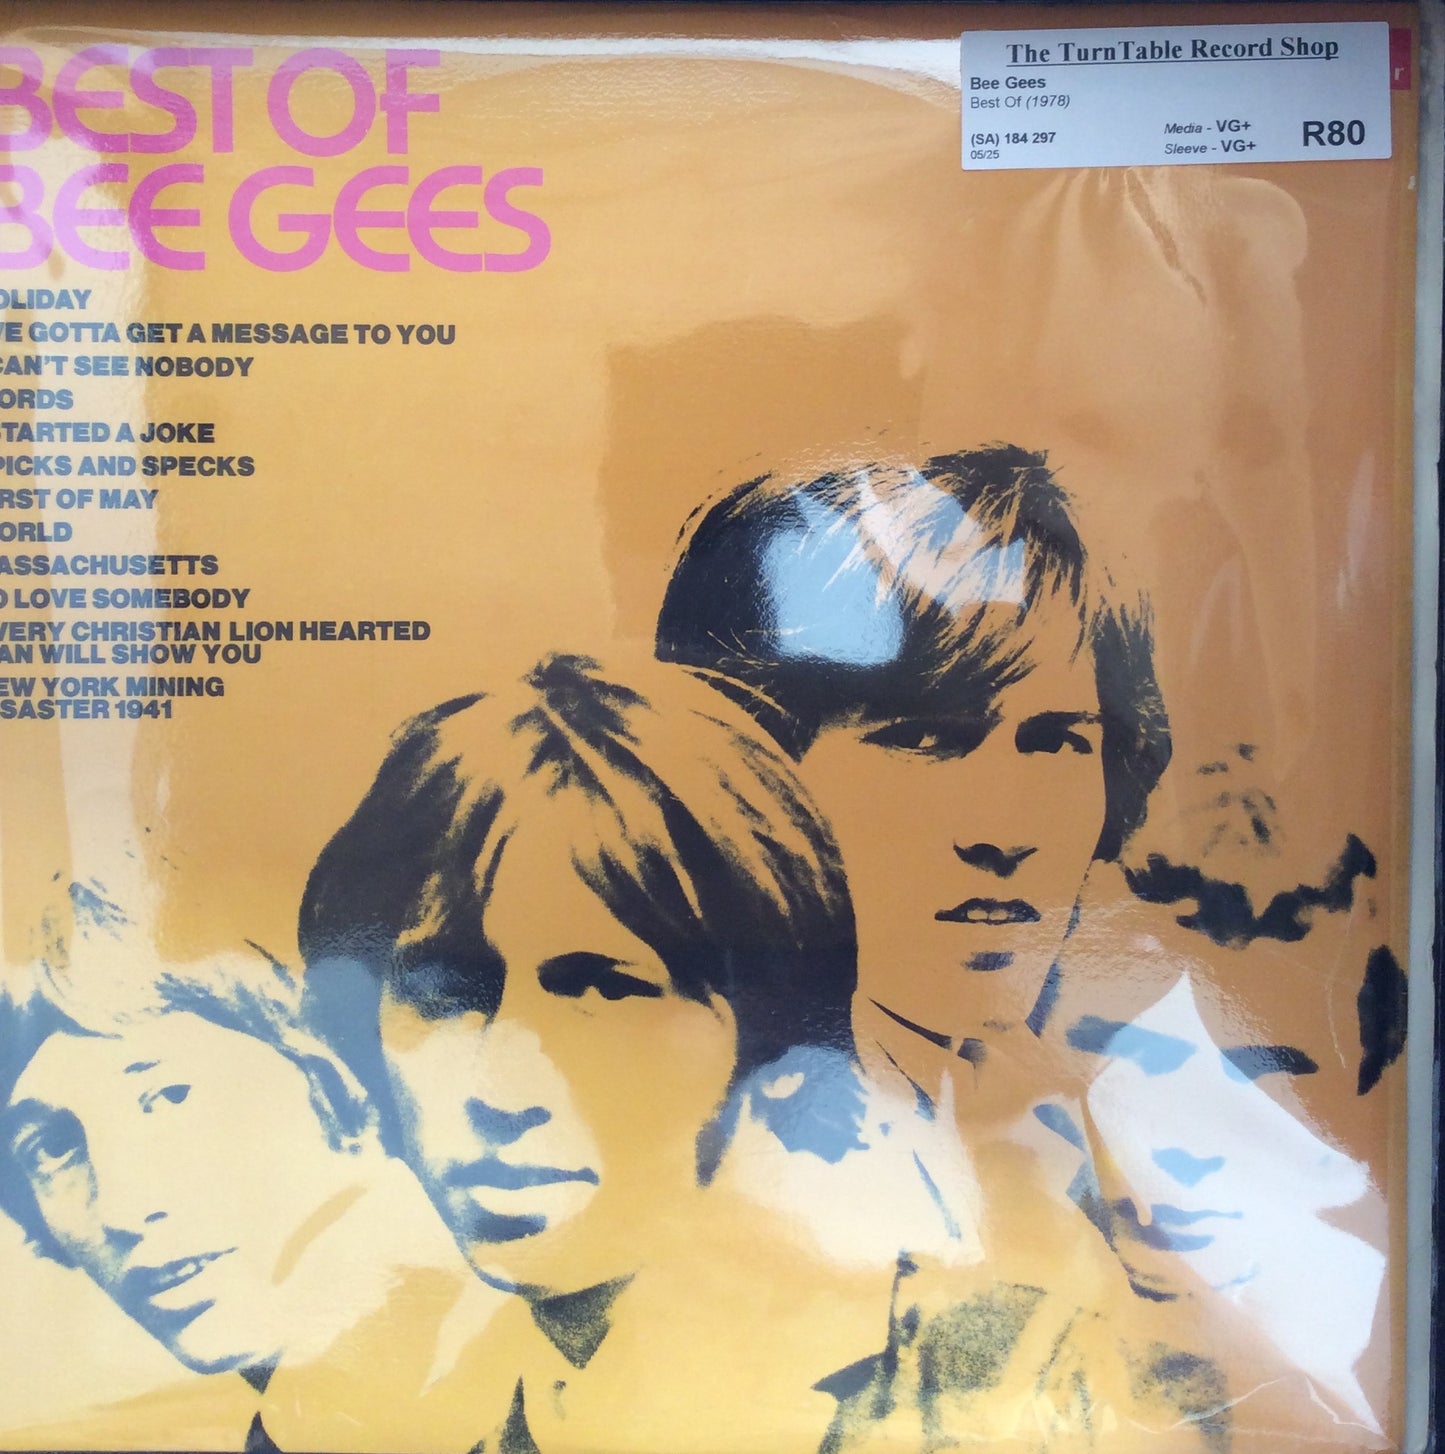 BEST OF
BEE GEES
OLIDAY
VE GOTTA GET A MESSAGE TO YOU
CAN'T SEE NOBODY
ORDS
STARTED A JOKE
PICKS AND SPECKS
RST OF MAY
ORLD
ASSACHUSETTS
O LOVE SOMEBODY
VERY CHRISTIAN LION HEARTED
AN WILL SHOW YOU
EW YORK MINING
SASTER 1941
The TurnTable Record Shop
Bee Gees
Best Of (1978)
(SA) 184 297
05/25
Media - VG+
Sleeve - VG+
R80
r